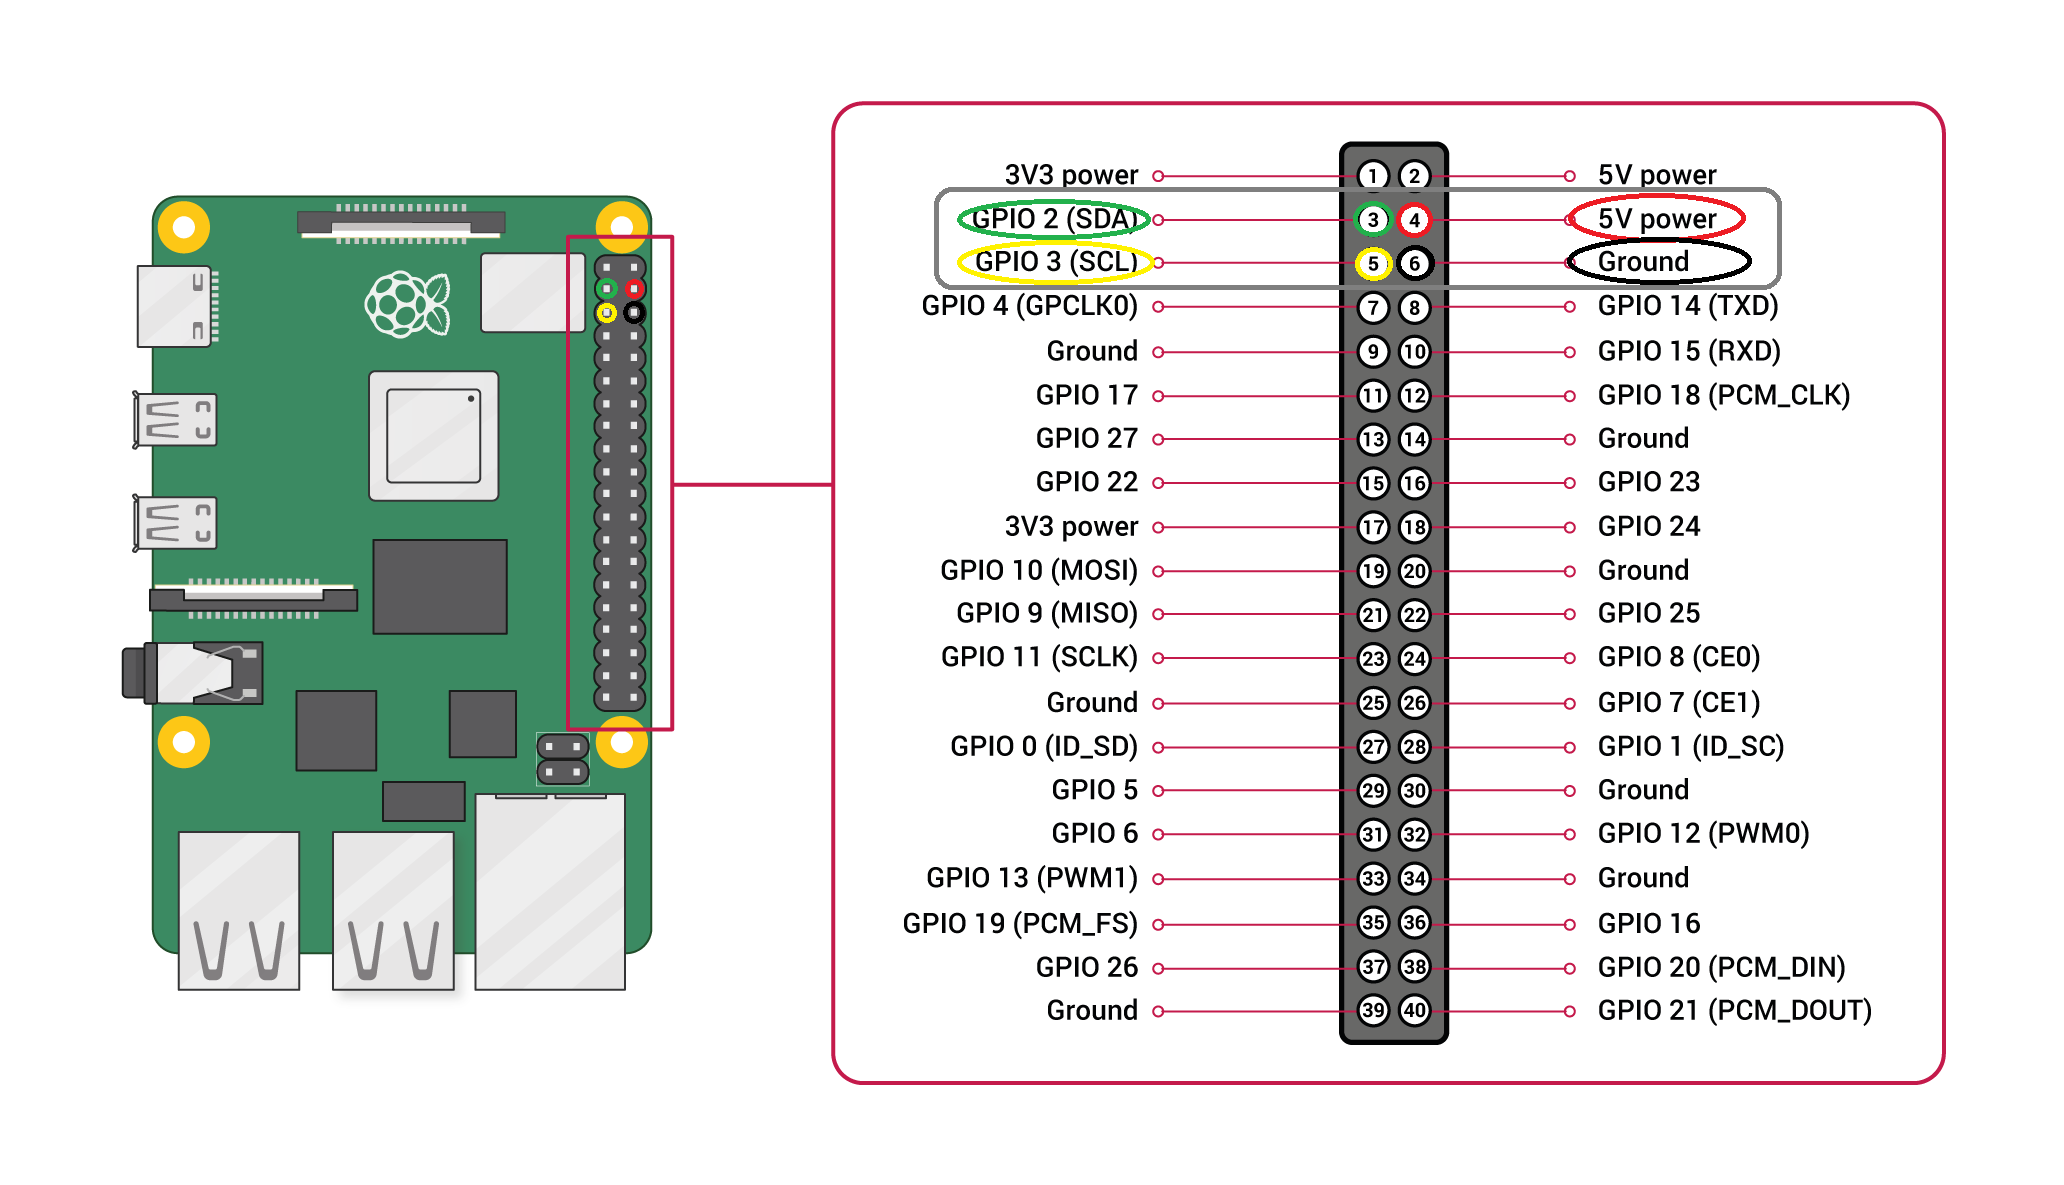 3V3 power 1 2 5V power
GPIO 2 (SDA) 3 4 5V power
GPIO 3 (SCL) 5 6 Ground
GPIO 4 (GPCLK0) 7 8 GPIO 14 (TXD)
Ground 9 10 GPIO 15 (RXD)
GPIO 17 11 12 GPIO 18 (PCM_CLK)
GPIO 27 13 14 Ground
GPIO 22 15 16 GPIO 23
3V3 power 17 18 GPIO 24
GPIO 10 (MOSI) 19 20 Ground
GPIO 9 (MISO) 21 22 GPIO 25
GPIO 11 (SCLK) 23 24 GPIO 8 (CE0)
Ground 25 26 GPIO 7 (CE1)
GPIO 0 (ID_SD) 27 28 GPIO 1 (ID_SC)
GPIO 5 29 30 Ground
GPIO 6 31 32 GPIO 12 (PWM0)
GPIO 13 (PWM1) 33 34 Ground
GPIO 19 (PCM_FS) 35 36 GPIO 16
GPIO 26 37 38 GPIO 20 (PCM_DIN)
Ground 39 40 GPIO 21 (PCM_DOUT)